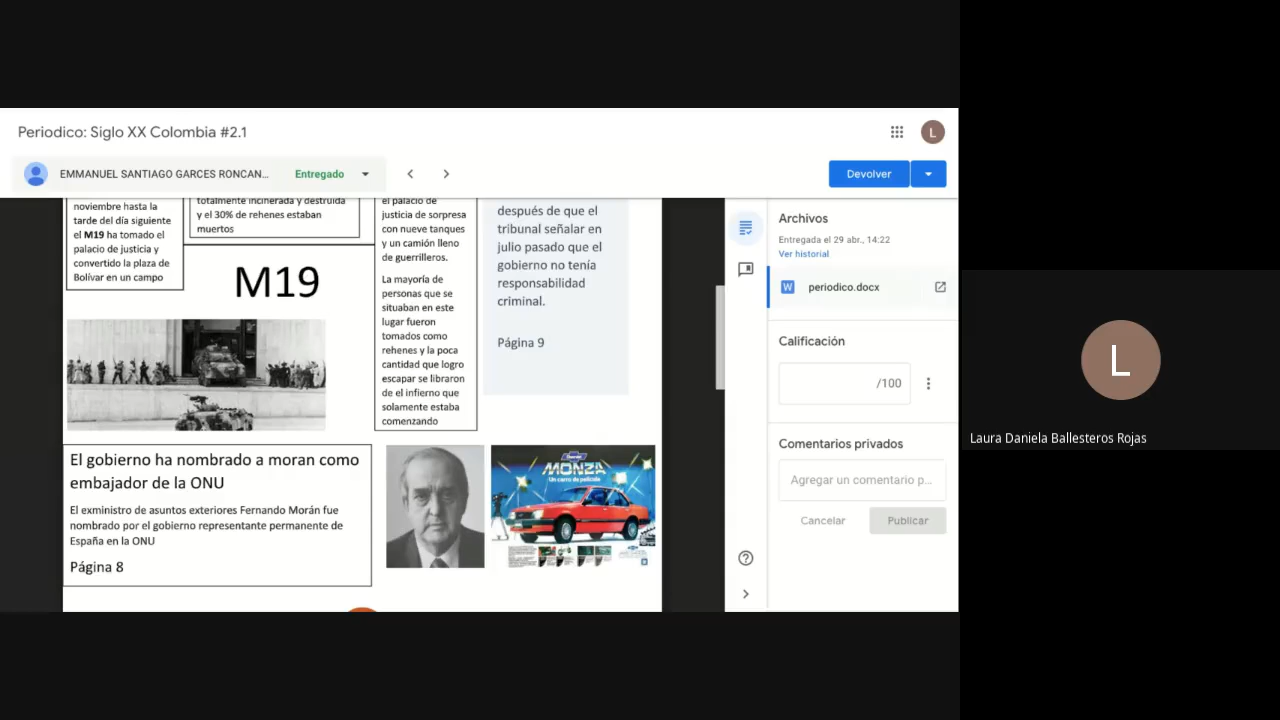 Periodico: Siglo XX Colombia #2.1
L
EMMANUEL SANTIAGO GARCES RONCAN...
Entregado
Devolver
noviembre hasta la
tarde del día siguiente
el M19 ha tomado el
palacio de justicia y
convertido la plaza de
Bolívar en un campo
totalmente incinerada y destruida
y el 30% de rehenes estaban
muertos
M19
el palacio de
justicia de sorpresa
con nueve tanques
y un camión lleno
de guerrilleros.
La mayoría de
personas que se
situaban en este
lugar fueron
tomados como
rehenes y la poca
cantidad que logro
escapar se libraron
de el infierno que
solamente estaba
comenzando
después de que el
tribunal señalar en
julio pasado que el
gobierno no tenía
responsabilidad
criminal.
Página 9
El gobierno ha nombrado a moran como
embajador de la ONU
El exministro de asuntos exteriores Fernando Morán fue
nombrado por el gobierno representante permanente de
España en la ONU
Página 8
MONZA
Un carro de película
Archivos
Entregada el 29 abr., 14:22
Ver historial
W
periodico.docx
Calificación
/100
Comentarios privados
Agregar un comentario p...
Cancelar
Publicar
L
Laura Daniela Ballesteros Rojas